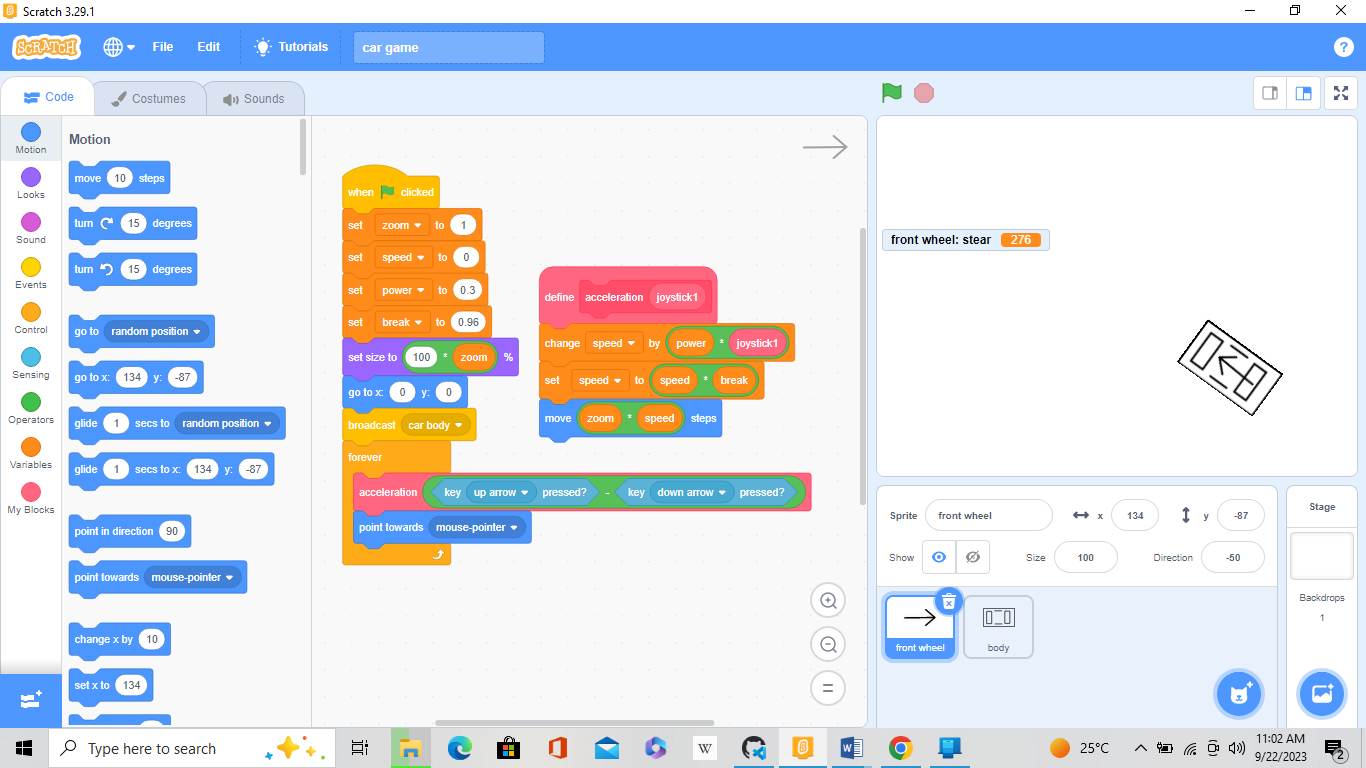 Scratch 3.29.1
SCRATCH File Edit Tutorials car game ?
Code Costumes Sounds
Motion
Looks
Sound
Events
Control
Sensing
Operators
Variables
My Blocks
Motion
move 10 steps
turn 15 degrees
turn 15 degrees
go to random position
go to x: 134 y: -87
glide 1 secs to random position
glide 1 secs to x: 134 y: -87
point in direction 90
point towards mouse-pointer
change x by 10
set x to 134
when clicked
set zoom to 1
set speed to 0
set power to 0.3
set break to 0.96
set size to 100 * zoom %
go to x: 0 y: 0
broadcast car body
forever
acceleration key up arrow pressed? - key down arrow pressed?
point towards mouse-pointer
define acceleration joystick1
change speed by power * joystick1
set speed to speed * break
move zoom * speed steps
front wheel: stear 276
Sprite front wheel x 134 y -87
Show Size 100 Direction -50
front wheel
body
Stage
Backdrops
1
Type here to search
W
25°C
11:02 AM
9/22/2023
2